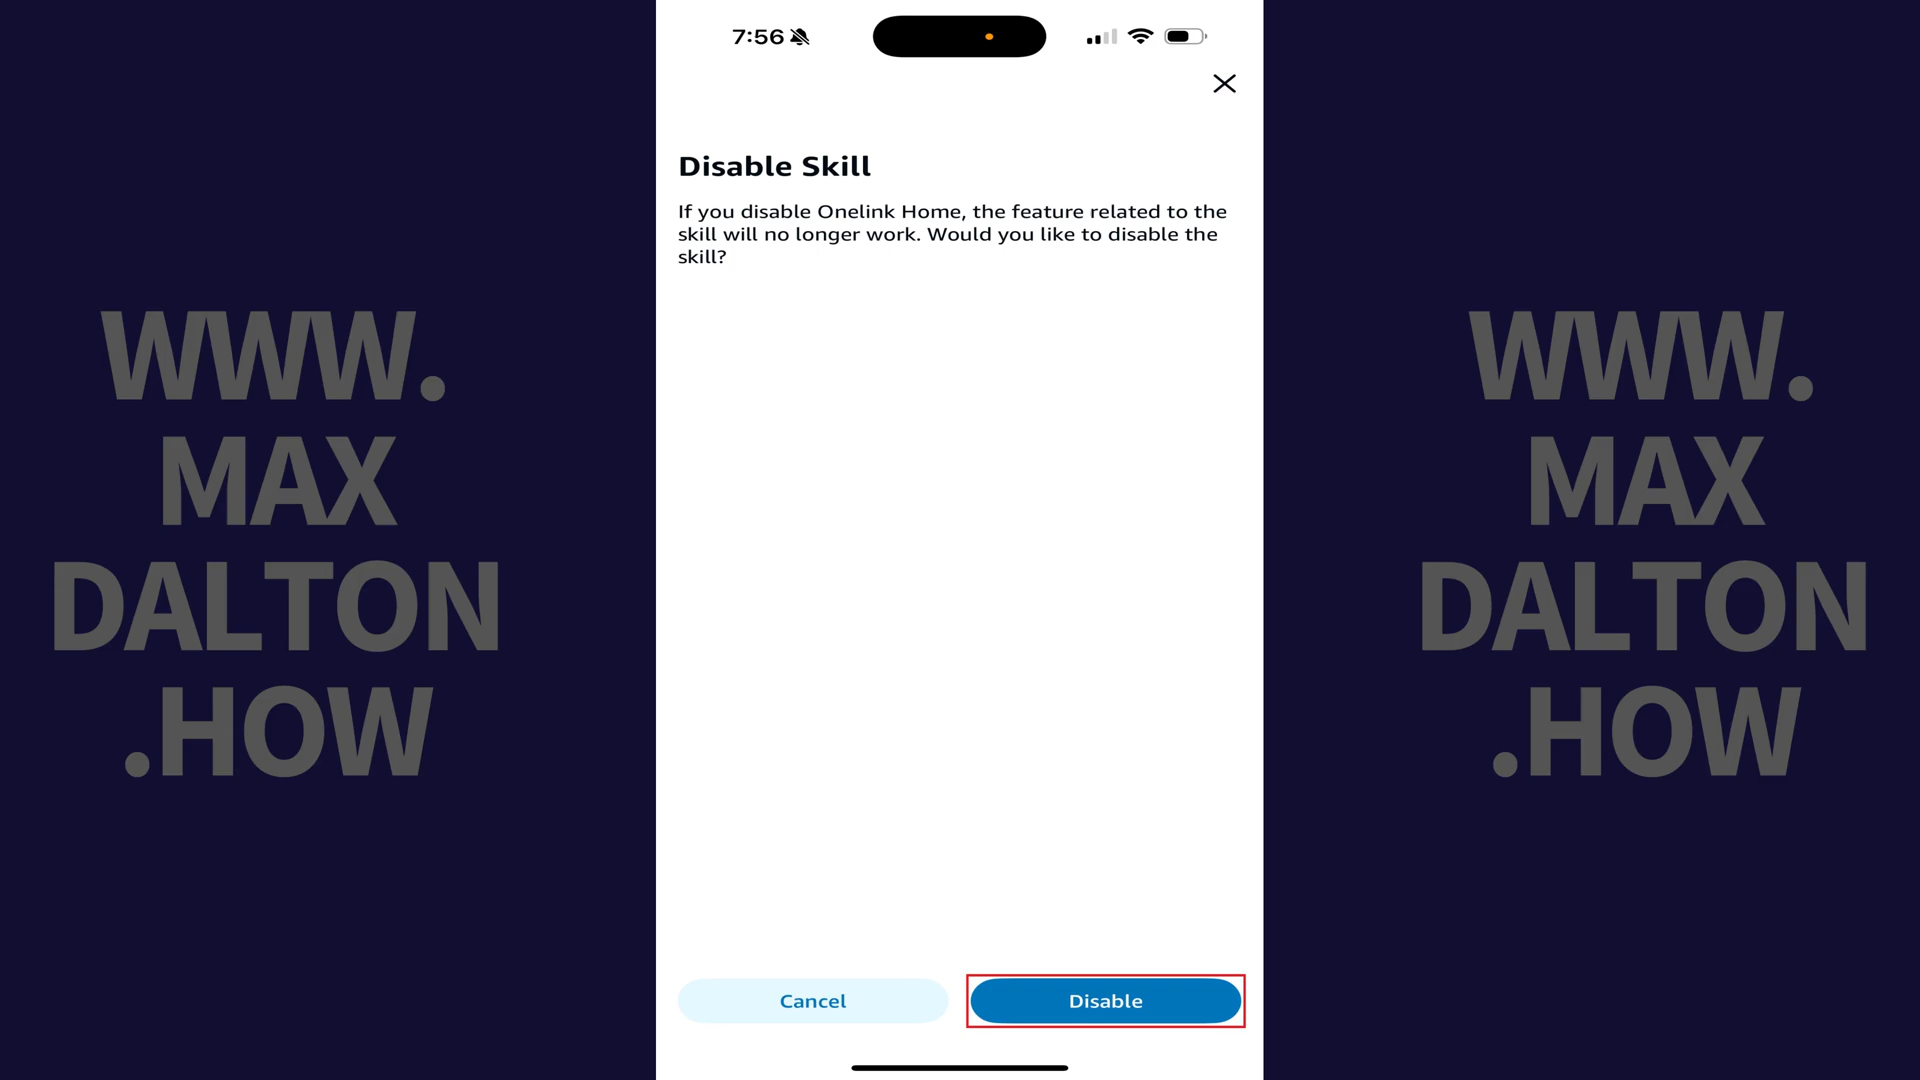 7:56
Disable Skill
If you disable Onelink Home, the feature related to the
skill will no longer work. Would you like to disable the
skill?
Cancel
Disable
WWW.
MAX
DALTON
.HOW
WWW.
MAX
DALTON
.HOW